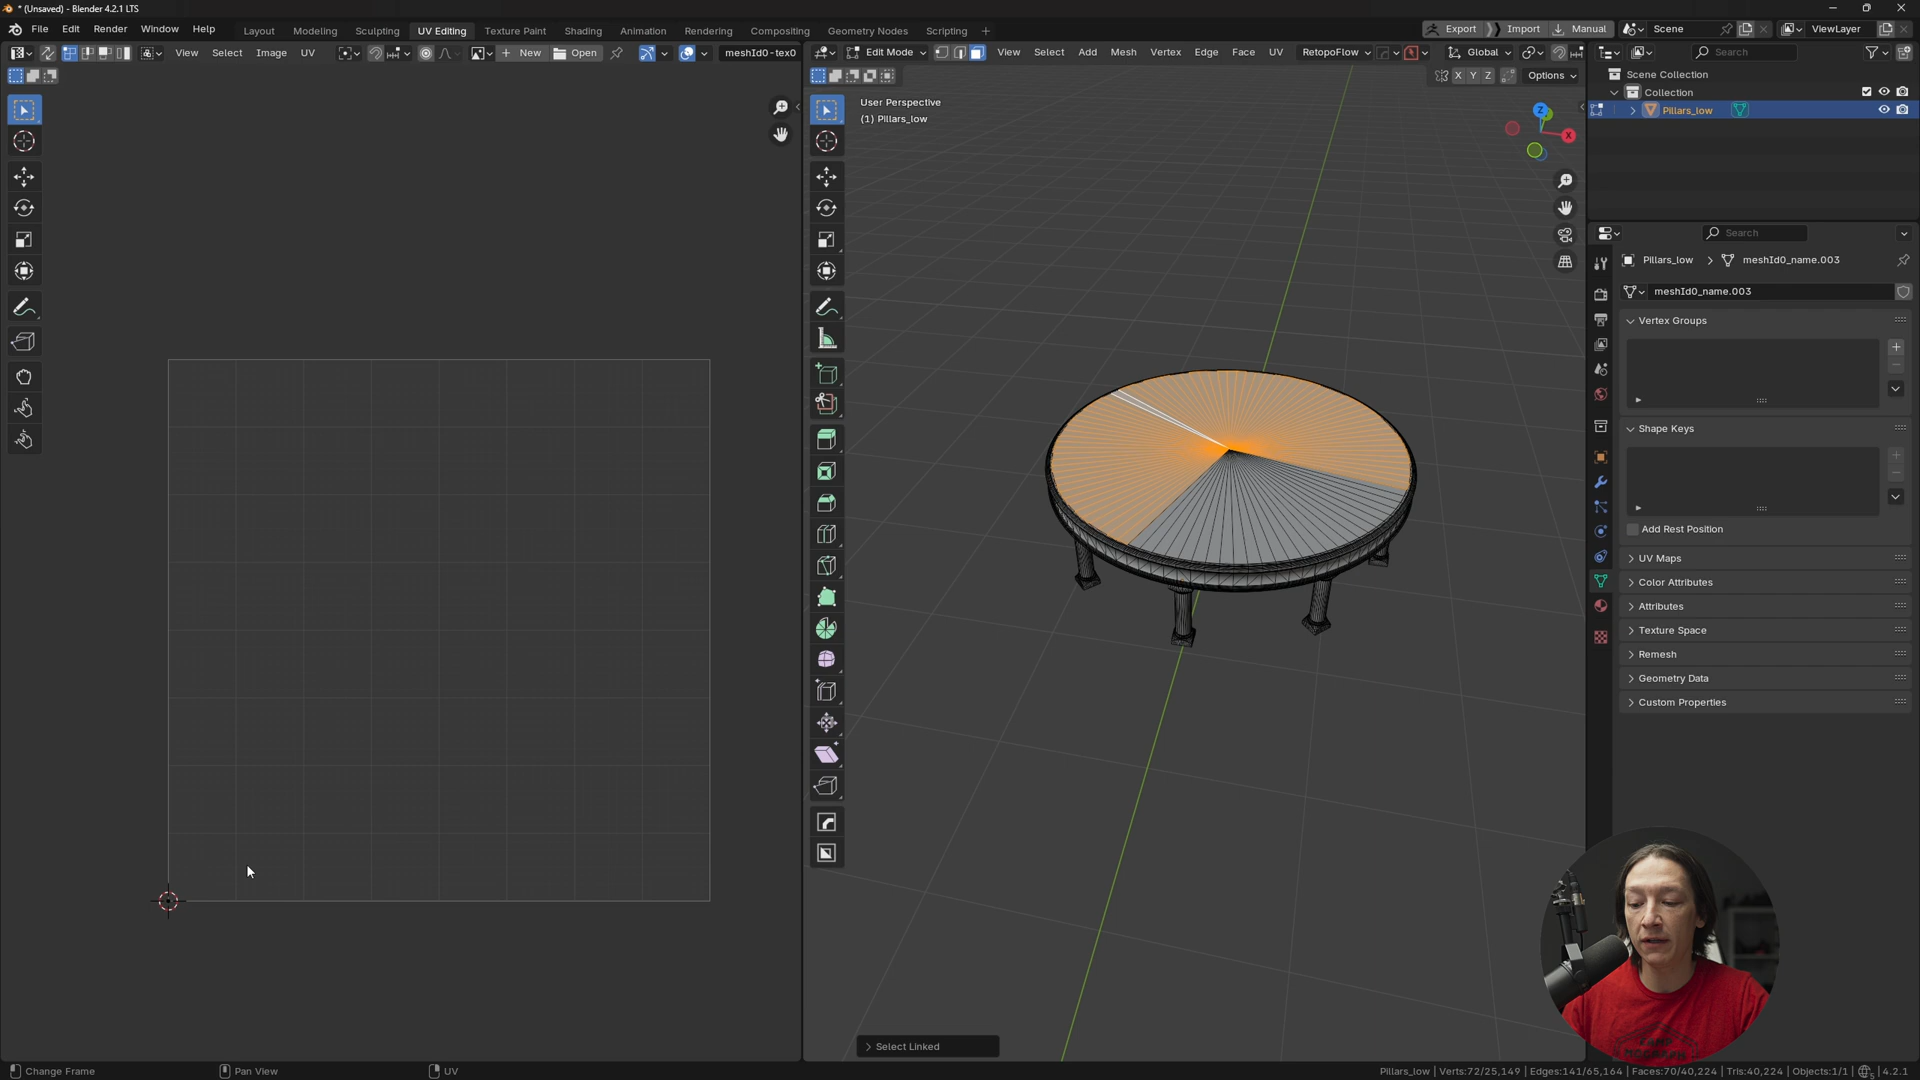 * (Unsaved) - Blender 4.2.1 LTS
File Edit Render Window Help
Layout Modeling Sculpting UV Editing Texture Paint Shading Animation Rendering Compositing Geometry Nodes Scripting +
Export Import Manual
Scene
ViewLayer
View Select Image UV
New Open
meshId0 - tex0
Edit Mode
View Select Add Mesh Vertex Edge Face UV
RetopoFlow
Global
Search
X Y Z
Options
Scene Collection
Collection
Pillars_low
User Perspective
(1) Pillars_low
Z
X
Search
Pillars_low > meshId0_name.003
meshId0_name.003
Vertex Groups
Shape Keys
Add Rest Position
UV Maps
Color Attributes
Attributes
Texture Space
Remesh
Geometry Data
Custom Properties
Select Linked
Change Frame
Pan View
UV
Pillars_low | Verts:72/25,149 | Edges:141/65,164 | Faces:70/40,224 | Tris:40,224 | Objects:1/1 | 4.2.1